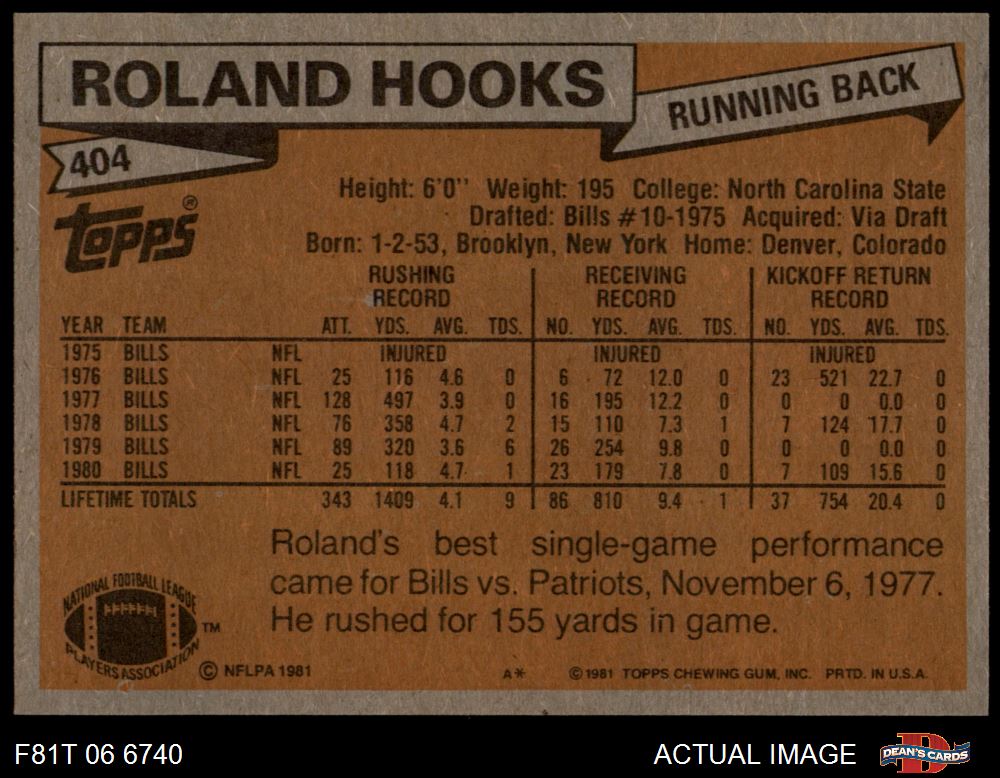 ROLAND HOOKS
RUNNING BACK
404
TOPPS®
Height: 6'0" Weight: 195 College: North Carolina State
Drafted: Bills #10-1975 Acquired: Via Draft
Born: 1-2-53, Brooklyn, New York Home: Denver, Colorado
RUSHING RECORD RECEIVING RECORD KICKOFF RETURN RECORD
YEAR TEAM ATT. YDS. AVG. TDS. NO. YDS. AVG. TDS. NO. YDS. AVG. TDS.
1975 BILLS NFL INJURED INJURED INJURED
1976 BILLS NFL 25 116 4.6 0 6 72 12.0 0 23 521 22.7 0
1977 BILLS NFL 128 497 3.9 0 16 195 12.2 0 0 0 0.0 0
1978 BILLS NFL 76 358 4.7 2 15 110 7.3 1 7 124 17.7 0
1979 BILLS NFL 89 320 3.6 6 26 254 9.8 0 0 0 0.0 0
1980 BILLS NFL 25 118 4.7 1 23 179 7.8 0 7 109 15.6 0
LIFETIME TOTALS 343 1409 4.1 9 86 810 9.4 1 37 754 20.4 0
Roland's best single-game performance
came for Bills vs. Patriots, November 6, 1977.
He rushed for 155 yards in game.
NATIONAL FOOTBALL LEAGUE
PLAYERS ASSOCIATION ™
© NFLPA 1981
A* ©1981 TOPPS CHEWING GUM, INC. PRTD. IN U.S.A.
F81T 06 6740
ACTUAL IMAGE
DEAN'S CARDS